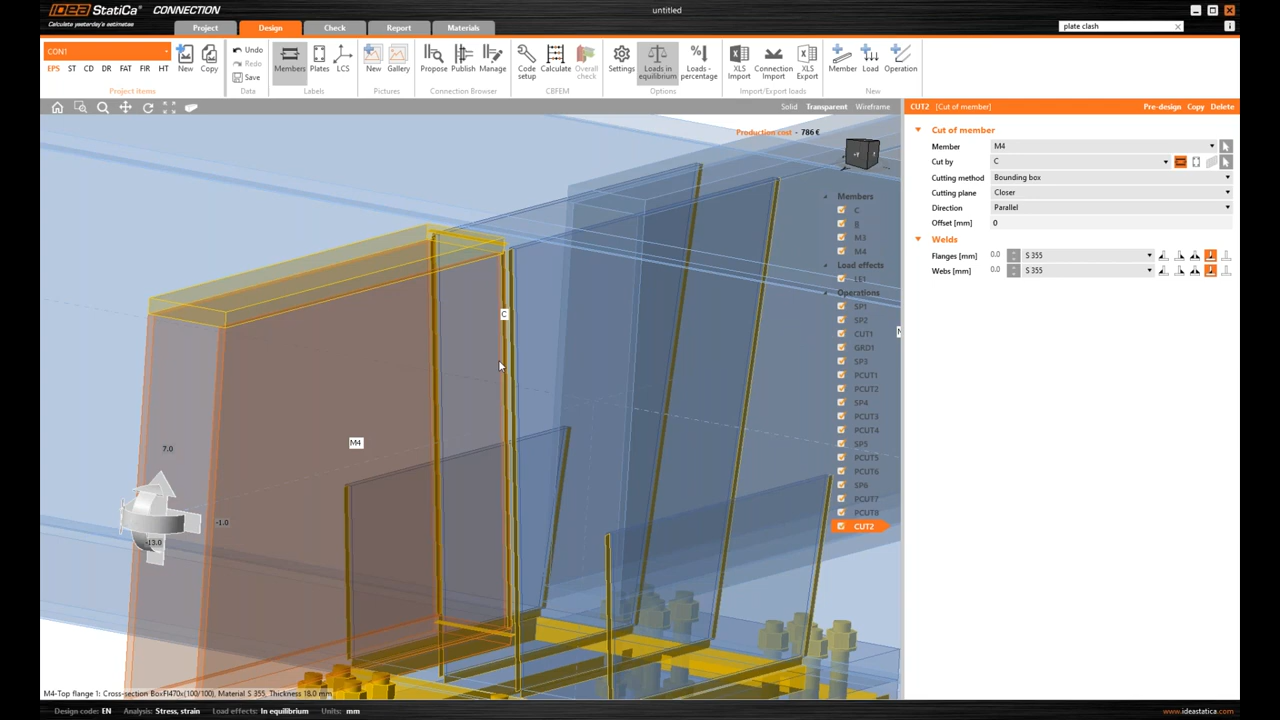 IDEA StatiCa CONNECTION
Calculate yesterday's estimates
untitled
plate clash
Project Design Check Report Materials
CON1
EPS ST CD DR FAT FIR HT
New Copy
Undo
Redo
Save
Members Plates LCS
New Gallery
Propose Publish Manage
Code setup Calculate Overall check
Settings Loads in equilibrium Loads - percentage
XLS Import Connection Import XLS Export
Member Load Operation
Project items Data Labels Pictures Connection Browser CBFEM Options Import/Export loads New
Solid Transparent Wireframe
CUT2 [Cut of member] Pre-design Copy Delete
Production cost - 786 €
Cut of member
Member M4
Cut by C
Cutting method Bounding box
Cutting plane Closer
Direction Parallel
Offset [mm] 0
Welds
Flanges [mm] 0.0 S 355
Webs [mm] 0.0 S 355
Members
C
B
M3
M4
Load effects
LE1
Operations
SP1
SP2
CUT1
GRD1
SP3
PCUT1
PCUT2
SP4
PCUT3
PCUT4
SP5
PCUT5
PCUT6
SP6
PCUT7
PCUT8
CUT2
+Y
C
M4
7.0
-1.0
-13.0
M4-Top flange 1: Cross-section BoxFl470x(100/100), Material S 355, Thickness 18.0 mm
Design code: EN Analysis: Stress, strain Load effects: In equilibrium Units: mm
www.ideastatica.com